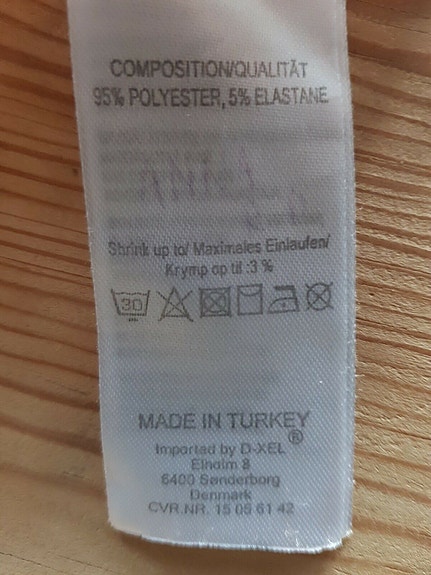 COMPOSITION/QUALITÄT
95% POLYESTER, 5% ELASTANE
Shrink up to/ Maximales Einlaufen/
Krymp op til :3 %
30
MADE IN TURKEY
Imported by D-XEL ®
Elholm 8
6400 Sønderborg
Denmark
CVR.NR. 15 05 61 42